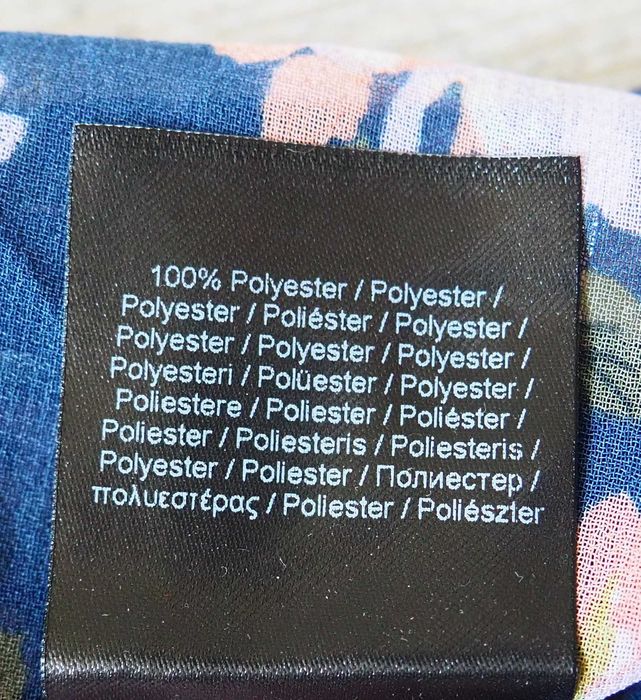 100% Polyester / Polyester /
Polyester / Poliéster / Polyester /
Polyester / Polyester / Polyester /
Polyesteri / Polüester / Polyester /
Poliestere / Poliester / Poliéster /
Poliester / Poliesteris / Poliesteris /
Polyester / Poliester / Полиестер /
πολυεστέρας / Poliester / Poliészter